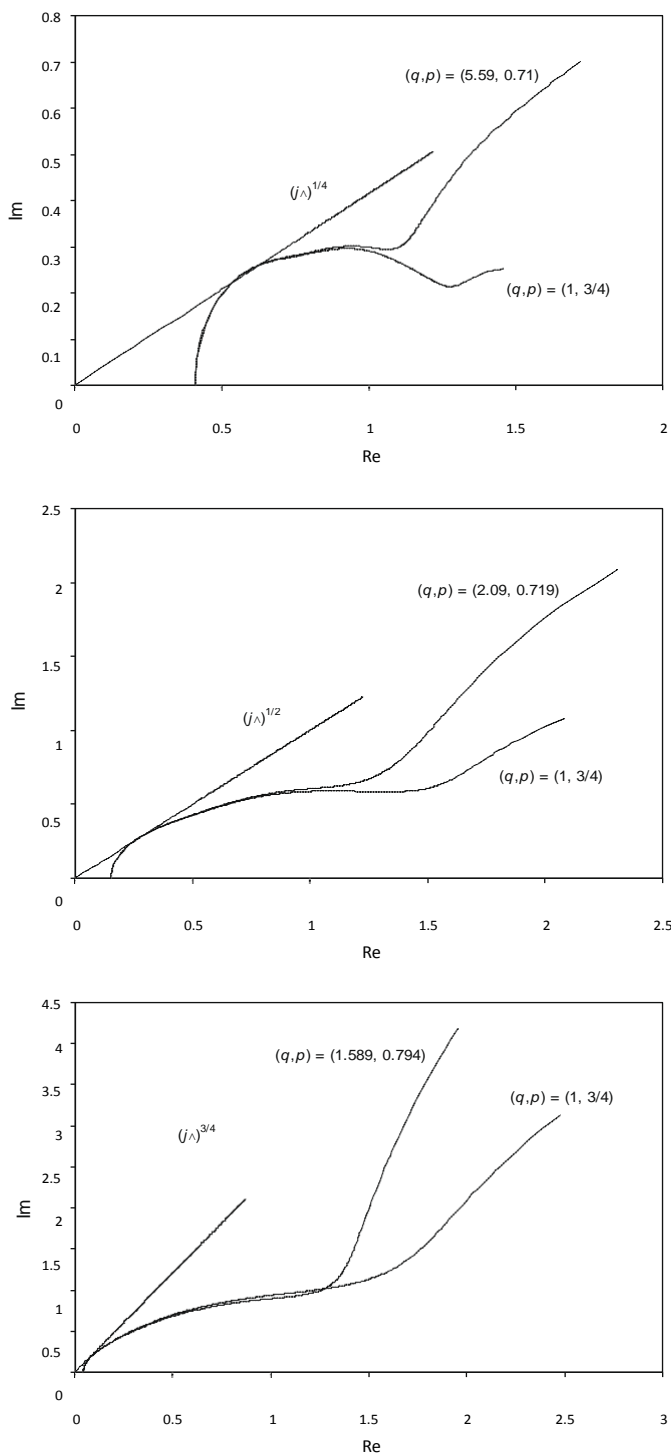 0.8
0.7
(q,p) = (5.59, 0.71)
0.6
0.5
(j^)1/4
Im
0.4
0.3
(q,p) = (1, 3/4)
0.2
0.1
0
0 0.5 1 1.5 2
Re
2.5
2
(q,p) = (2.09, 0.719)
1.5
Im
(j^)1/2
1
(q,p) = (1, 3/4)
0.5
0
0 0.5 1 1.5 2 2.5
Re
4.5
4
(q,p) = (1.589, 0.794)
3.5
(q,p) = (1, 3/4)
3
(j^)3/4
2.5
Im
2
1.5
1
0.5
0
0 0.5 1 1.5 2 2.5 3
Re